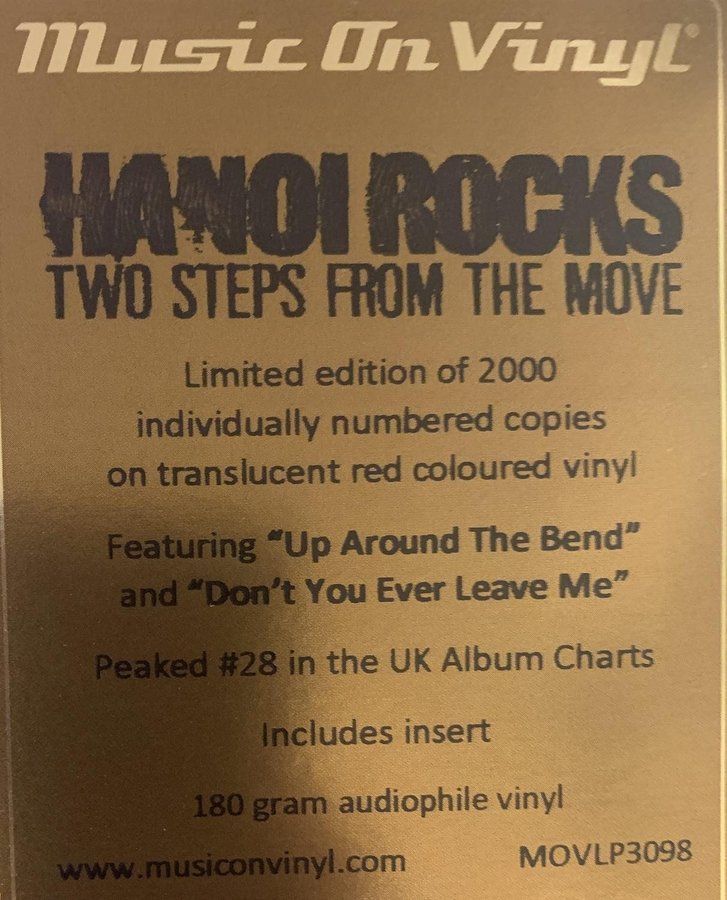 Music On Vinyl®
HANOI ROCKS
TWO STEPS FROM THE MOVE
Limited edition of 2000
individually numbered copies
on translucent red coloured vinyl
Featuring “Up Around The Bend”
and “Don’t You Ever Leave Me”
Peaked #28 in the UK Album Charts
Includes insert
180 gram audiophile vinyl
www.musiconvinyl.com MOVLP3098